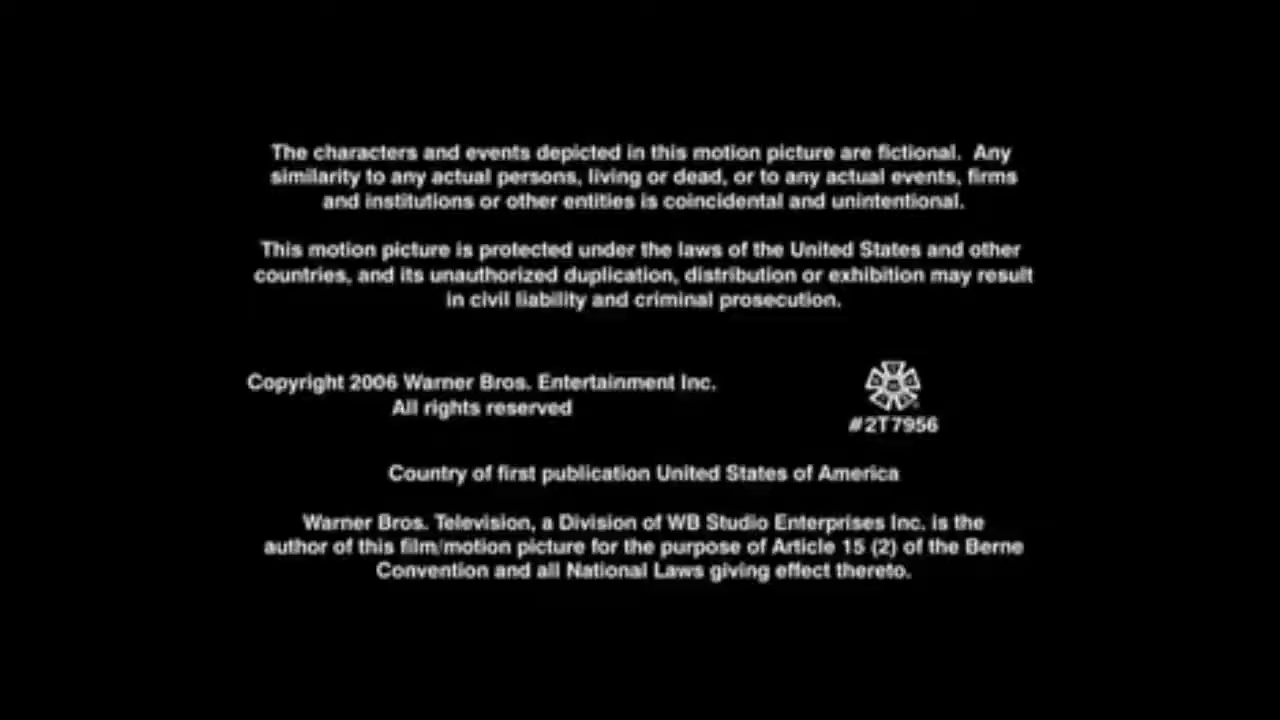 The characters and events depicted in this motion picture are fictional.  Any
similarity to any actual persons, living or dead, or to any actual events, firms
and institutions or other entities is coincidental and unintentional.
This motion picture is protected under the laws of the United States and other
countries, and its unauthorized duplication, distribution or exhibition may result
in civil liability and criminal prosecution.
Copyright 2006 Warner Bros. Entertainment Inc.
All rights reserved
#2T7956
Country of first publication United States of America
Warner Bros. Television, a Division of WB Studio Enterprises Inc. is the
author of this film/motion picture for the purpose of Article 15 (2) of the Berne
Convention and all National Laws giving effect thereto.